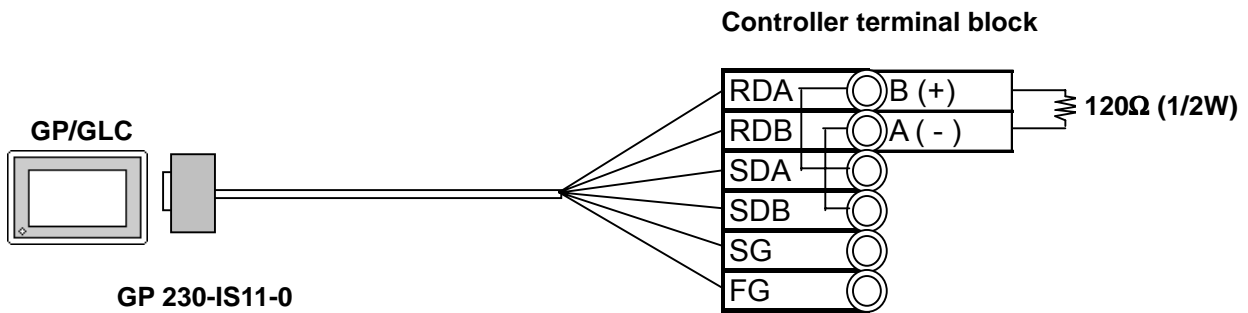 Controller terminal block
RDA B (+)
RDB A ( - )
120Ω (1/2W)
GP/GLC
SDA
SDB
SG
FG
GP 230-IS11-0